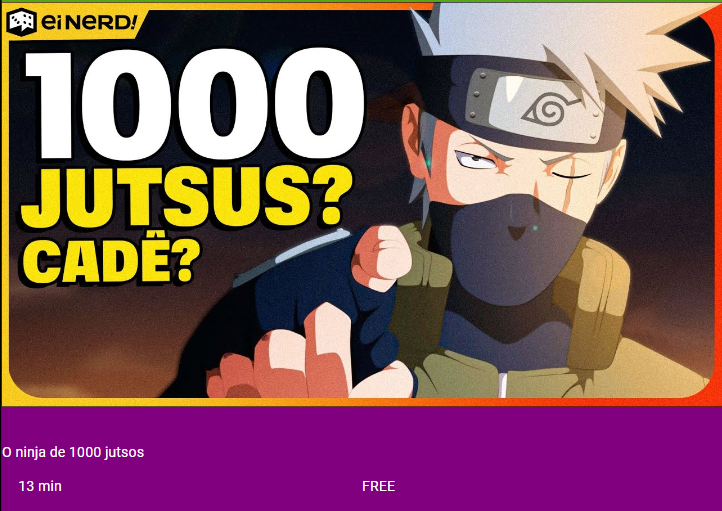 ei NERD!
1000
JUTSUS?
CADÊ?
O ninja de 1000 jutsos
13 min FREE